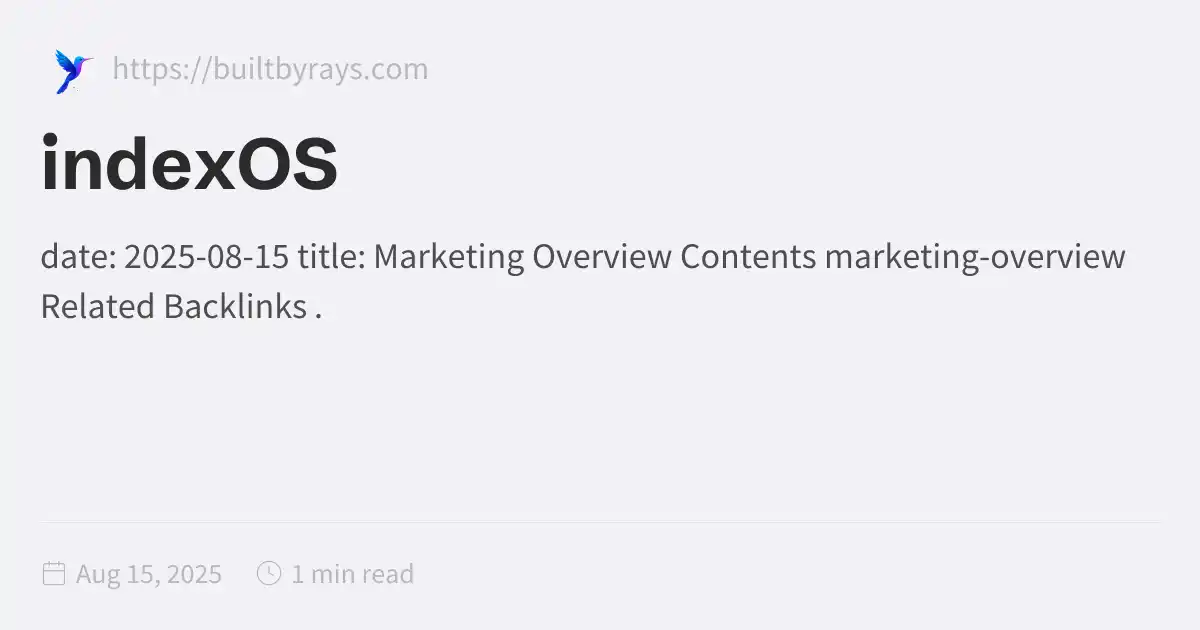 https://builtbyrays.com
indexOS
date: 2025-08-15 title: Marketing Overview Contents marketing-overview
Related Backlinks .
Aug 15, 2025
1 min read